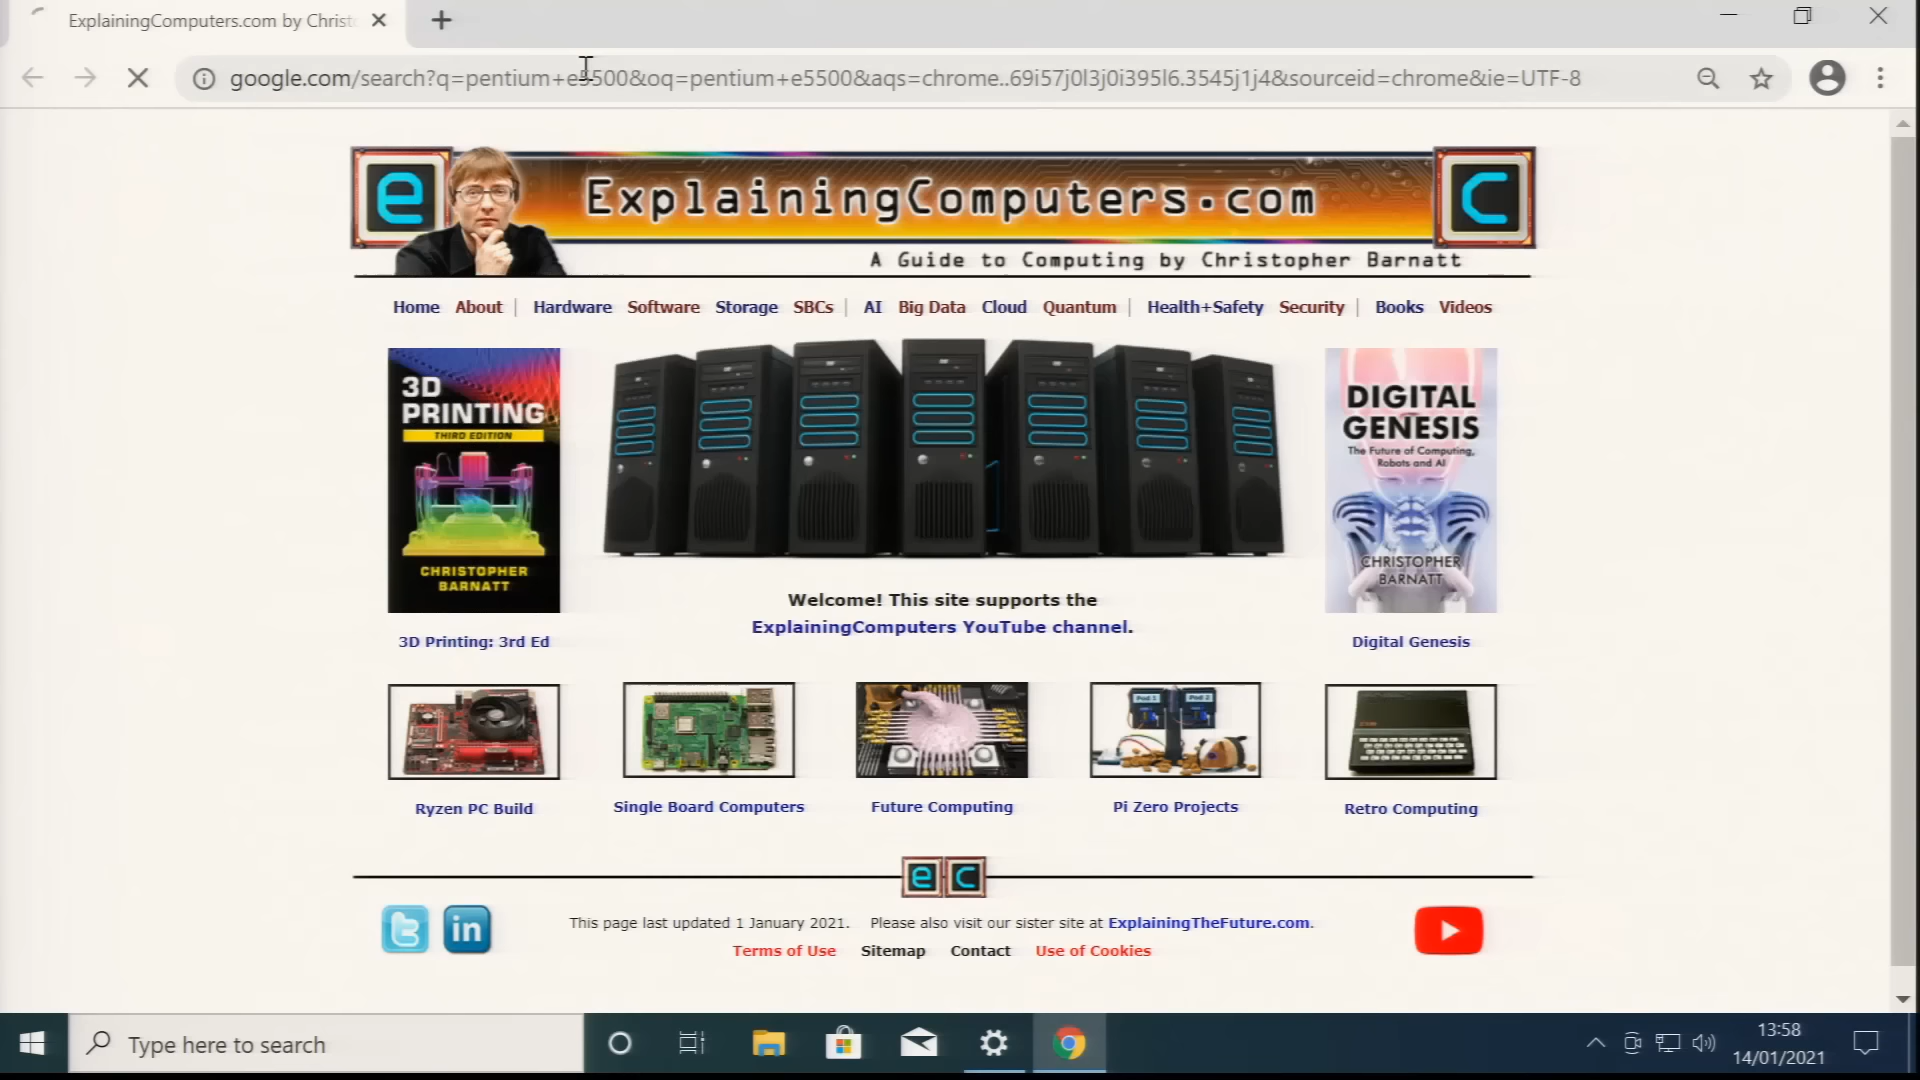 ExplainingComputers.com by Christ
google.com/search?q=pentium+e5500&oq=pentium+e5500&aqs=chrome..69i57j0l3j0i395l6.3545j1j4&sourceid=chrome&ie=UTF-8
e ExplainingComputers.com c
A Guide to Computing by Christopher Barnatt
Home About | Hardware Software Storage SBCs | AI Big Data Cloud Quantum | Health+Safety Security | Books Videos
3D
PRINTING
THIRD EDITION
CHRISTOPHER
BARNATT
DIGITAL
GENESIS
The Future of Computing,
Robots and AI
CHRISTOPHER
BARNATT
Welcome! This site supports the
ExplainingComputers YouTube channel.
3D Printing: 3rd Ed
Digital Genesis
Pod 1 Pod 2
Ryzen PC Build
Single Board Computers
Future Computing
Pi Zero Projects
Retro Computing
e c
in
This page last updated 1 January 2021. Please also visit our sister site at ExplainingTheFuture.com.
Terms of Use Sitemap Contact Use of Cookies
Type here to search
13:58
14/01/2021